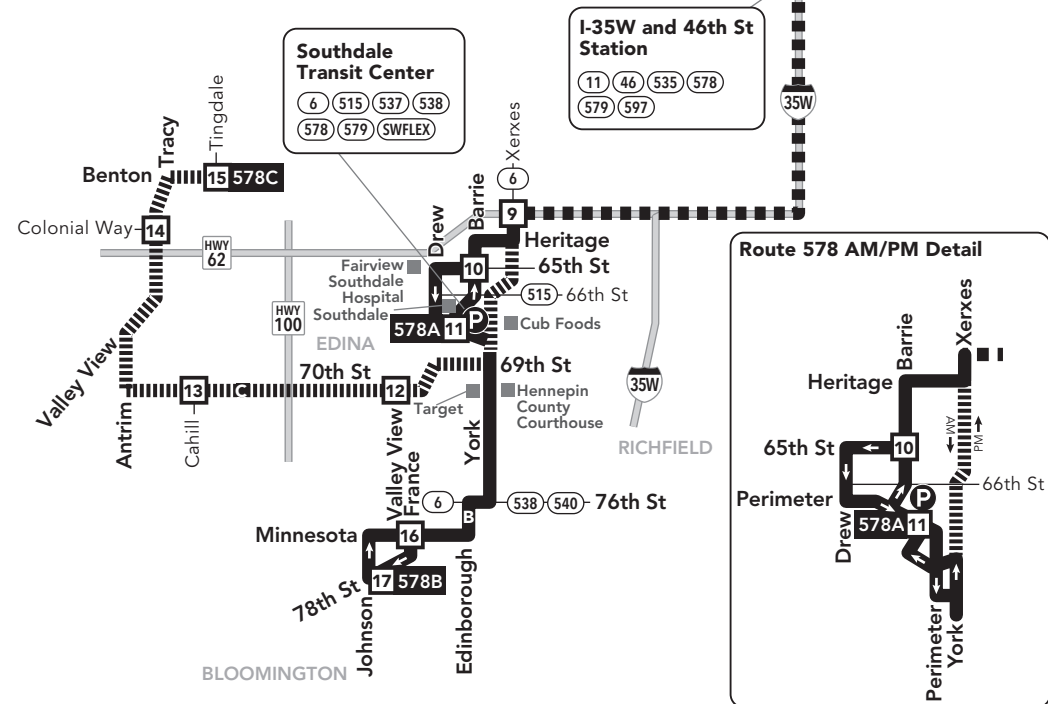 I-35W and 46th St
Station
11 46 535 578
579 597
Southdale
Transit Center
6 515 537 538
578 579 SWFLEX
35W
Tingdale
Tracy
Benton
15 578C
Xerxes
6
Colonial Way
14
Barrie
9
Drew
Heritage
HWY
62
10
65th St
Fairview
Southdale
Hospital
515 66th St
Southdale
HWY
100
578A 11
P
Cub Foods
EDINA
69th St
70th St
Valley View
13
C
12
Target
Hennepin
County
Courthouse
35W
Antrim
Cahill
Valley View
France
York
RICHFIELD
6
B
538 540 76th St
Minnesota
16
78th St
17 578B
Johnson
Edinborough
BLOOMINGTON
Route 578 AM/PM Detail
Xerxes
Barrie
Heritage
AM
PM
65th St
10
66th St
Perimeter
P
Drew
578A 11
Perimeter
York